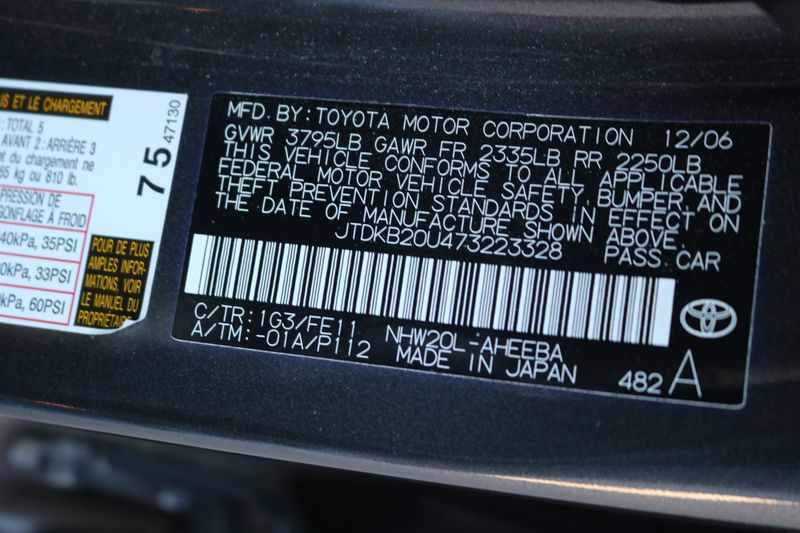 US ET LE CHARGEMENT
: TOTAL 5
AVANT 2: ARRIÈRE 3
et du chargement ne
65 kg ou 810 lb.
75
47130
PRESSION DE
GONFLAGE À FROID
240kPa, 35PSI
0kPa, 33PSI
kPa, 60PSI
POUR DE PLUS
AMPLES INFOR-
MATIONS, VOIR
LE MANUEL DU
PROPRIÉTAIRE
MFD. BY: TOYOTA MOTOR CORPORATION 12/06
GVWR 3795LB GAWR FR 2335LB RR 2250LB
THIS VEHICLE CONFORMS TO ALL APPLICABLE
FEDERAL MOTOR VEHICLE SAFETY, BUMPER, AND
THEFT PREVENTION STANDARDS IN EFFECT ON
THE DATE OF MANUFACTURE SHOWN ABOVE.
JTDKB20U473223328 PASS. CAR
C/TR: 1G3/FE11 NHW20L-AHEEBA
A/TM: -01A/P112 MADE IN JAPAN
482 A